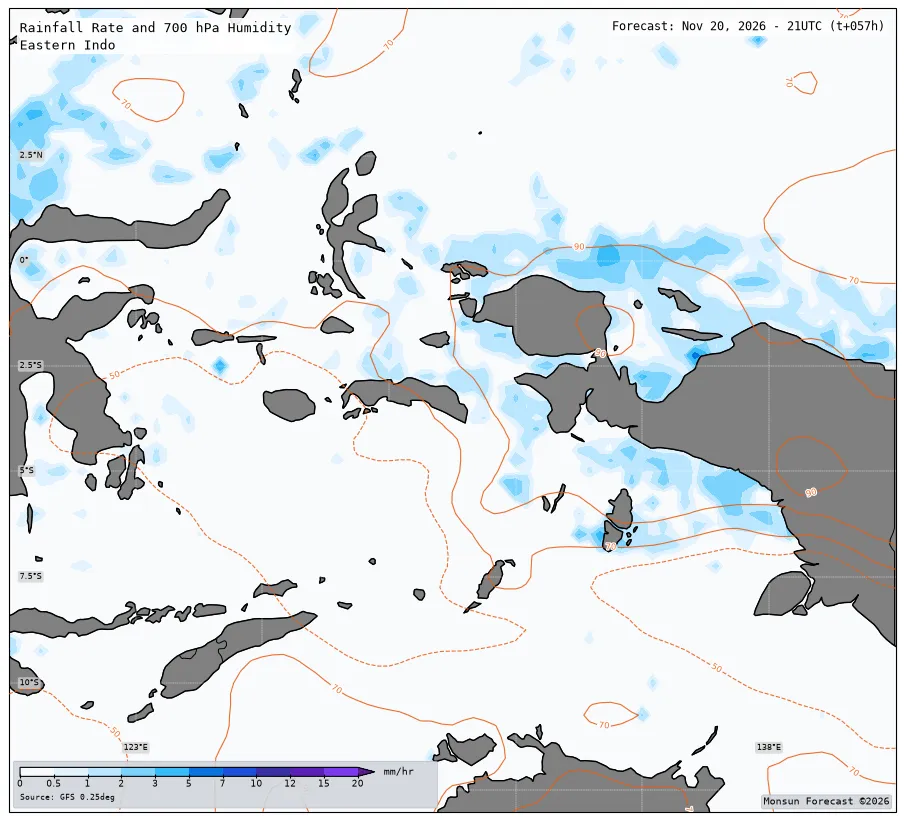 Rainfall Rate and 700 hPa Humidity
Eastern Indo
Forecast: Nov 20, 2026 - 21UTC (t+057h)
70
70
70
2.5°N
90
0°
70
90
2.5°S
50
5°S
90
70
7.5°S
50
10°S
70
70
50
123°E
138°E
70
mm/hr
0 0.5 1 2 3 5 7 10 12 15 20
Source: GFS 0.25deg
Monsun Forecast ©2026